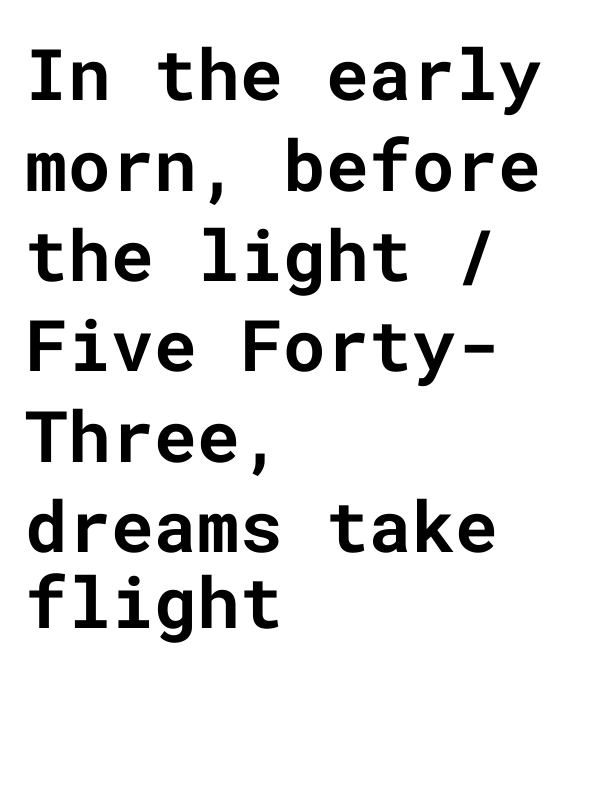 In the early
morn, before
the light /
Five Forty-
Three,
dreams take
flight